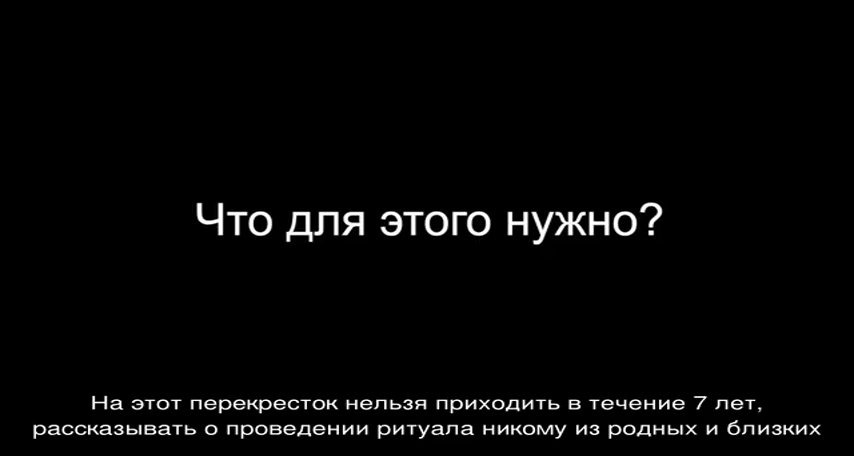 Что для этого нужно?
На этот перекресток нельзя приходить в течение 7 лет,
рассказывать о проведении ритуала никому из родных и близких